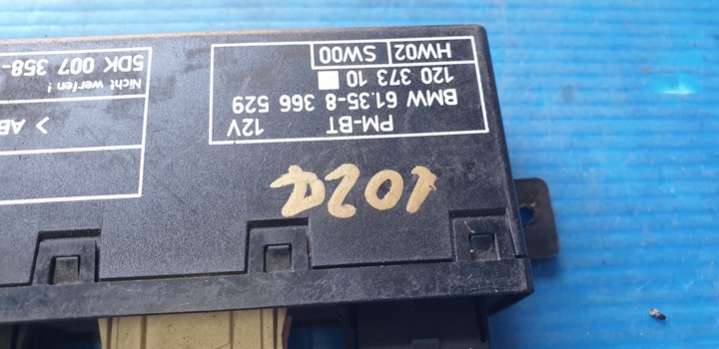 PM-BT 12V
BMW 61.35-8 366 529
120 373 10
HW02 SW00
5DK 007 358-
Nicht werfen !
> AB